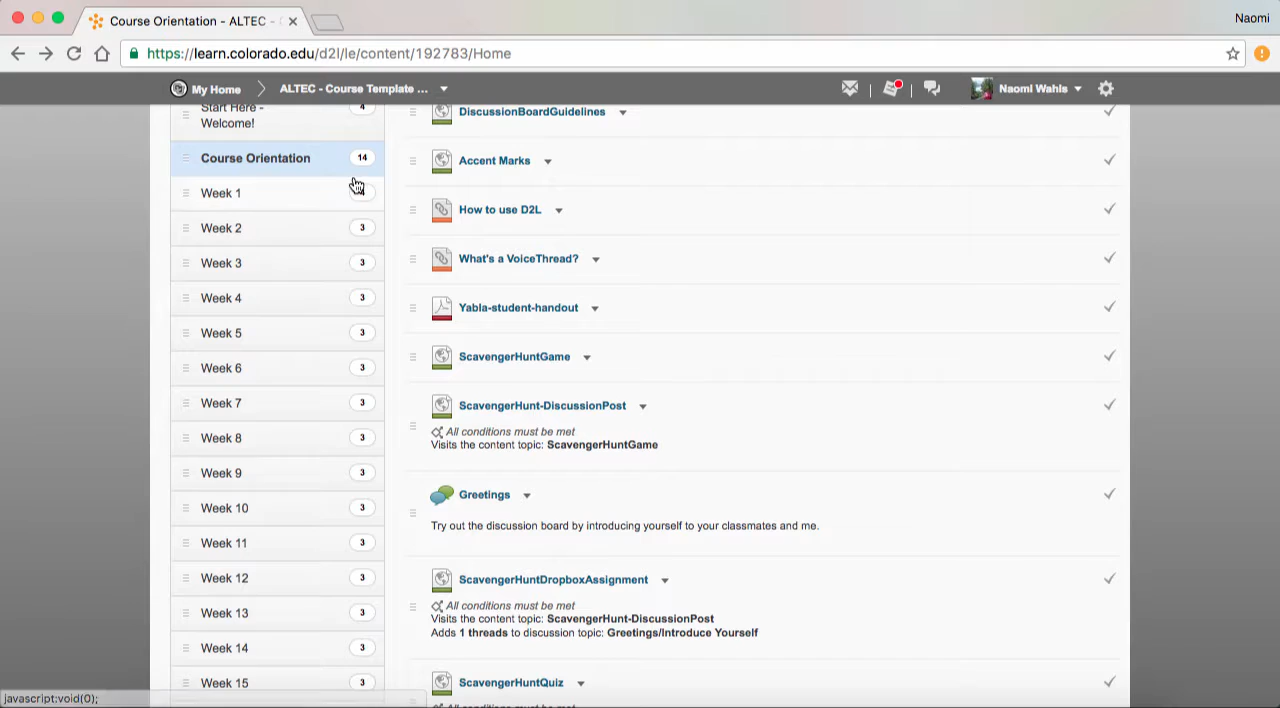 Course Orientation - ALTEC -
Naomi
https://learn.colorado.edu/d2l/le/content/192783/Home
My Home
ALTEC - Course Template ...
Naomi Wahls
Start Here - 4
Welcome!
Course Orientation 14
Week 1
Week 2 3
Week 3 3
Week 4 3
Week 5 3
Week 6 3
Week 7 3
Week 8 3
Week 9 3
Week 10 3
Week 11 3
Week 12 3
Week 13 3
Week 14 3
Week 15 3
javascript:void(0);
DiscussionBoardGuidelines
Accent Marks
How to use D2L
What's a VoiceThread?
Yabla-student-handout
ScavengerHuntGame
ScavengerHunt-DiscussionPost
All conditions must be met
Visits the content topic: ScavengerHuntGame
Greetings
Try out the discussion board by introducing yourself to your classmates and me.
ScavengerHuntDropboxAssignment
All conditions must be met
Visits the content topic: ScavengerHunt-DiscussionPost
Adds 1 threads to discussion topic: Greetings/Introduce Yourself
ScavengerHuntQuiz